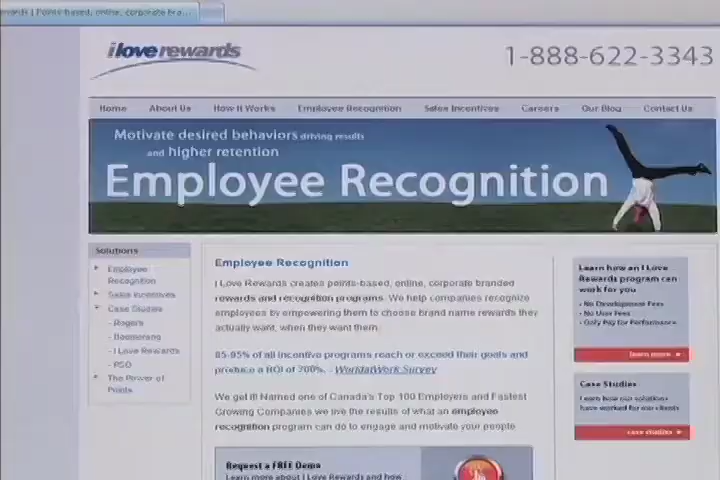 Points-based, online, corporate bra...
i love rewards
1-888-622-3343
Home About Us How It Works Employee Recognition Sales Incentives Careers Our Blog Contact Us
Motivate desired behaviors driving results
and higher retention
Employee Recognition
Solutions
Employee
Recognition
Sales Incentives
Case Studies
- Rogers
- Boomerang
- I Love Rewards
The Power of
Points
Employee Recognition
I Love Rewards creates points-based, online, corporate branded
rewards and recognition programs. We help companies recognize
employees by empowering them to choose brand name rewards they
actually want, when they want them.
85-95% of all incentive programs reach or exceed their goals and
produce a ROI of 200%. - WorldatWork Survey
We get it! Named one of Canada's Top 100 Employers and Fastest
Growing Companies we live the results of what an employee
recognition program can do to engage and motivate your people
Request a FREE Demo
Learn more about I Love Rewards and how
Learn how an I Love
Rewards program can
work for you
• No Development Fees
• No User Fees
• Only Pay for Performance
learn more
Case Studies
Learn how our solutions
have worked for our clients
case studies